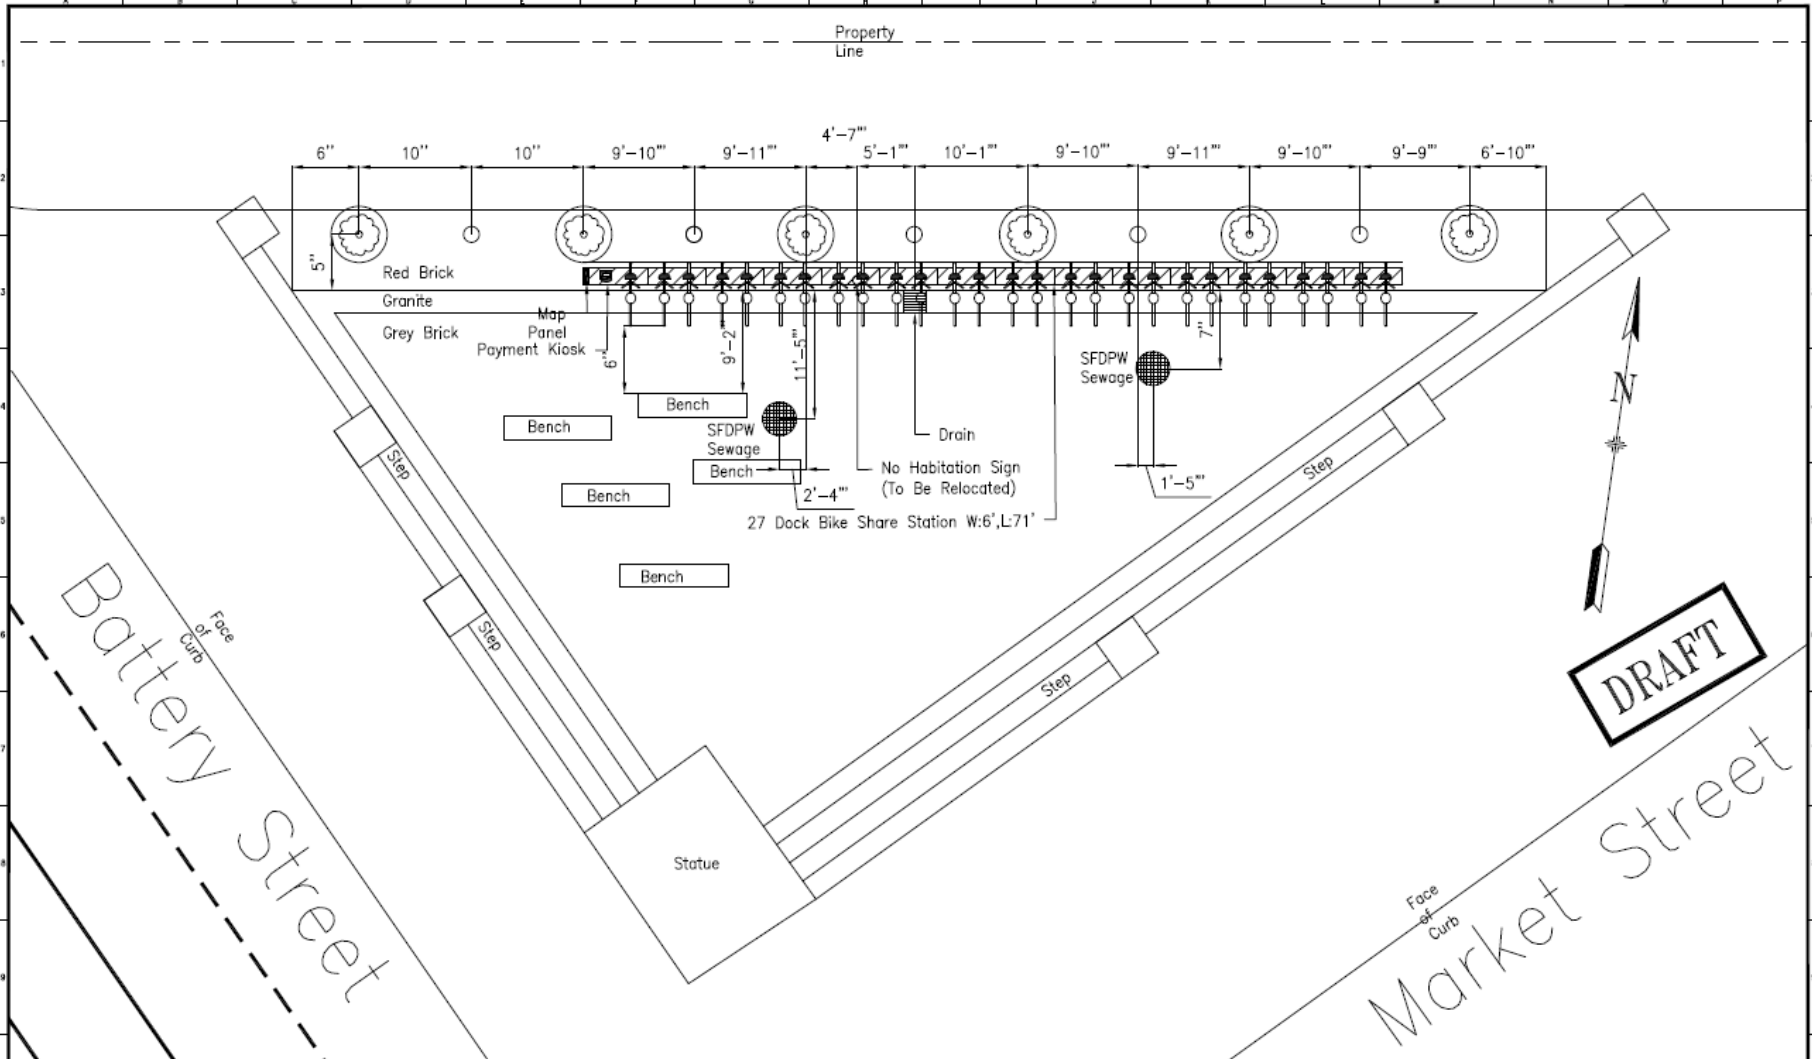 Property
Line
4'-7"'
6" 10" 10" 9'-10"' 9'-11"' 5'-1"' 10'-1"' 9'-10"' 9'-11"' 9'-10"' 9'-9"' 6'-10"'
5"
Red Brick
Granite
Grey Brick
Map
Panel
Payment Kiosk
6"
9'-2"
11'-5"'
7"
SFDPW
Sewage
N
Bench
Bench
SFDPW
Sewage
Drain
Bench
No Habitation Sign
(To Be Relocated)
Step
Step
Bench
2'-4"'
1'-5"'
27 Dock Bike Share Station W:6',L:71'
Bench
Face
of
Curb
Step
Step
DRAFT
Battery Street
Statue
Face
of
Curb
Market Street